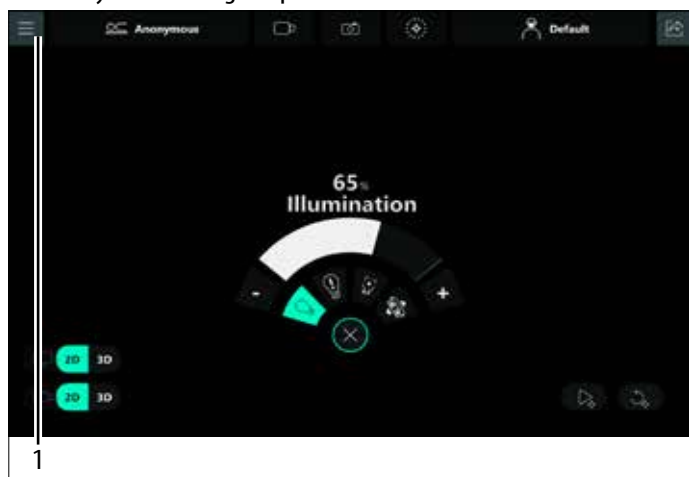 Anonymous Default
65%
Illumination
- +
2D 3D
2D 3D
1